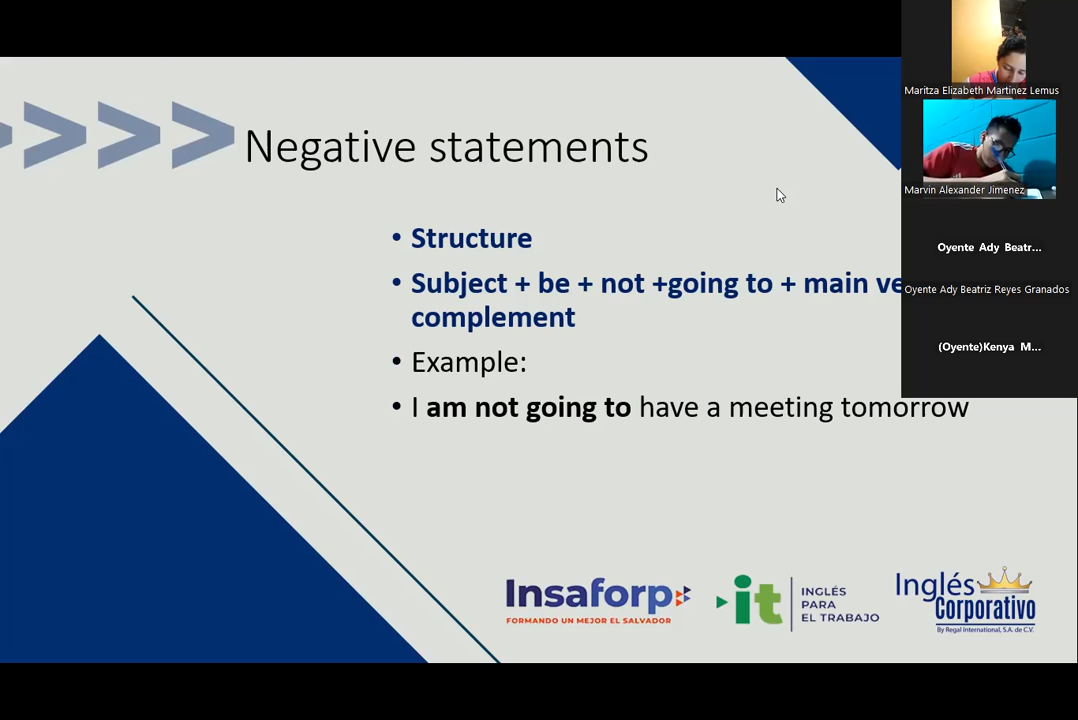 Negative statements
• Structure
• Subject + be + not +going to + main ve
complement
• Example:
• I am not going to have a meeting tomorrow
Insaforp
FORMANDO UN MEJOR EL SALVADOR
it
INGLÉS
PARA
EL TRABAJO
Inglés
Corporativo
By Regal International, S.A. de C.V.
Maritza Elizabeth Martinez Lemus
Marvin Alexander Jimenez
Oyente Ady Beatr...
Oyente Ady Beatriz Reyes Granados
(Oyente)Kenya M...